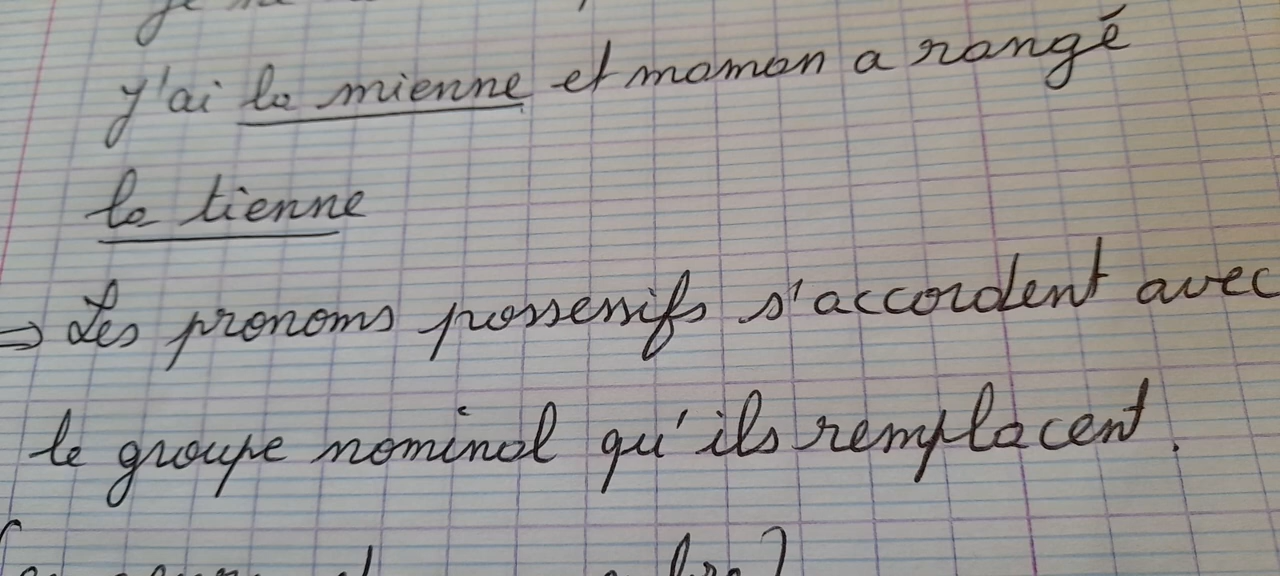 j'ai la mienne et maman a rangé
la tienne
⇒ Les pronoms possessifs s'accordent avec
le groupe nominal qu'ils remplacent.